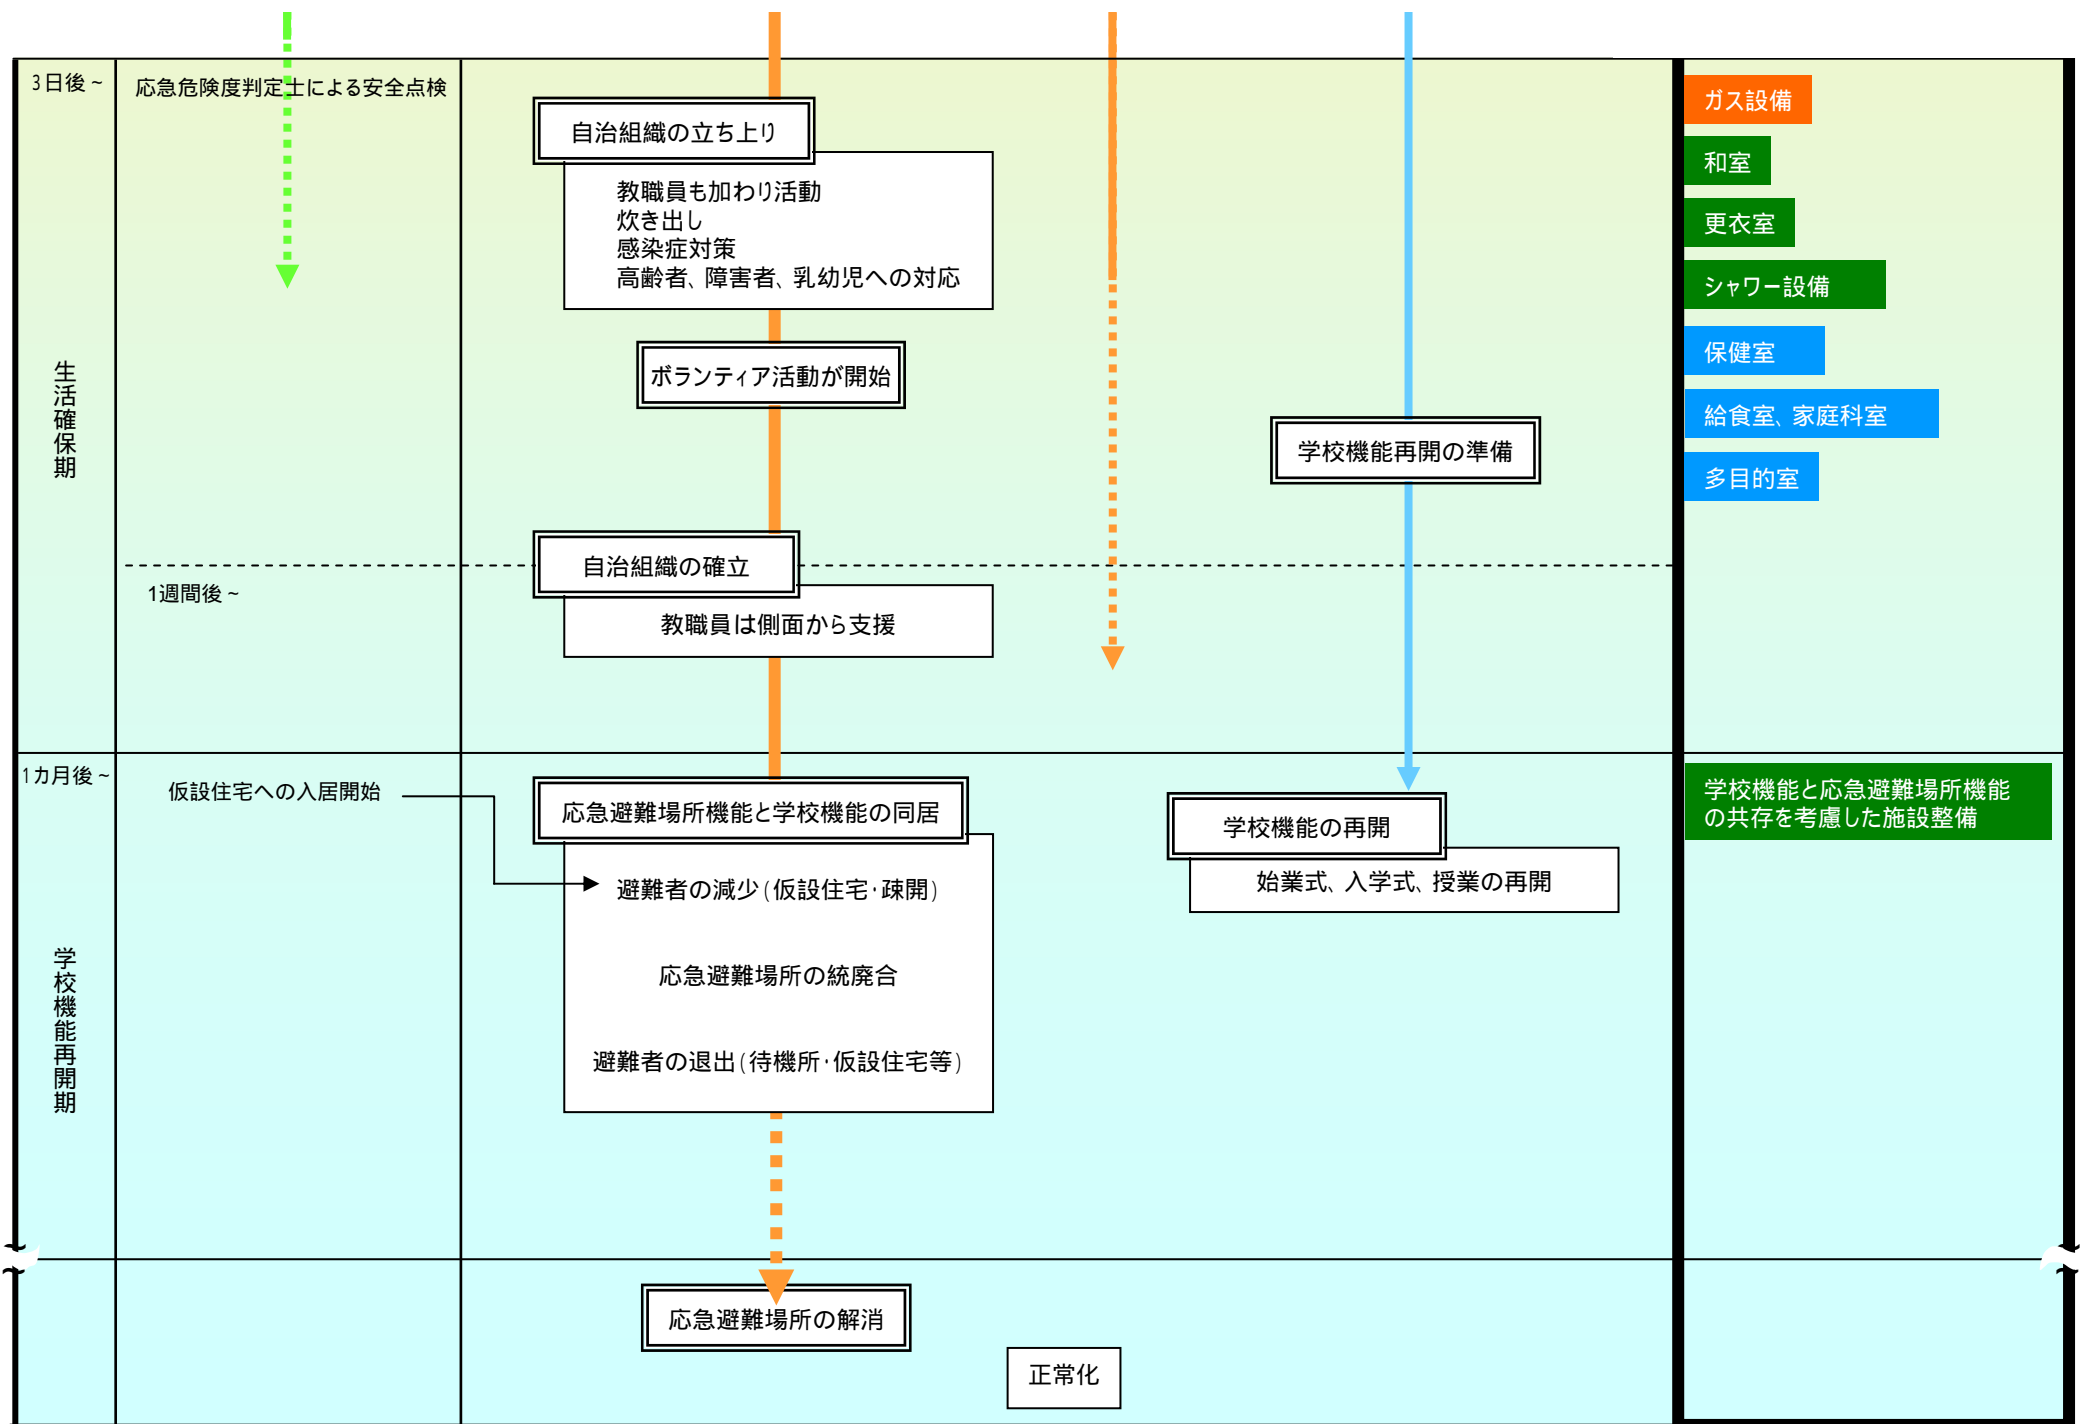 3日後~
応急危険度判定士による安全点検
自治組織の立ち上り
教職員も加わり活動
炊き出し
感染症対策
高齢者、障害者、乳幼児への対応
ボランティア活動が開始
学校機能再開の準備
生活確保期
自治組織の確立
1週間後~
教職員は側面から支援
ガス設備
和室
更衣室
シャワー設備
保健室
給食室、家庭科室
多目的室
1カ月後~
仮設住宅への入居開始
応急避難場所機能と学校機能の同居
避難者の減少(仮設住宅・疎開)
応急避難場所の統廃合
避難者の退出(待機所・仮設住宅等)
学校機能の再開
始業式、入学式、授業の再開
学校機能と応急避難場所機能
の共存を考慮した施設整備
学校機能再開期
応急避難場所の解消
正常化